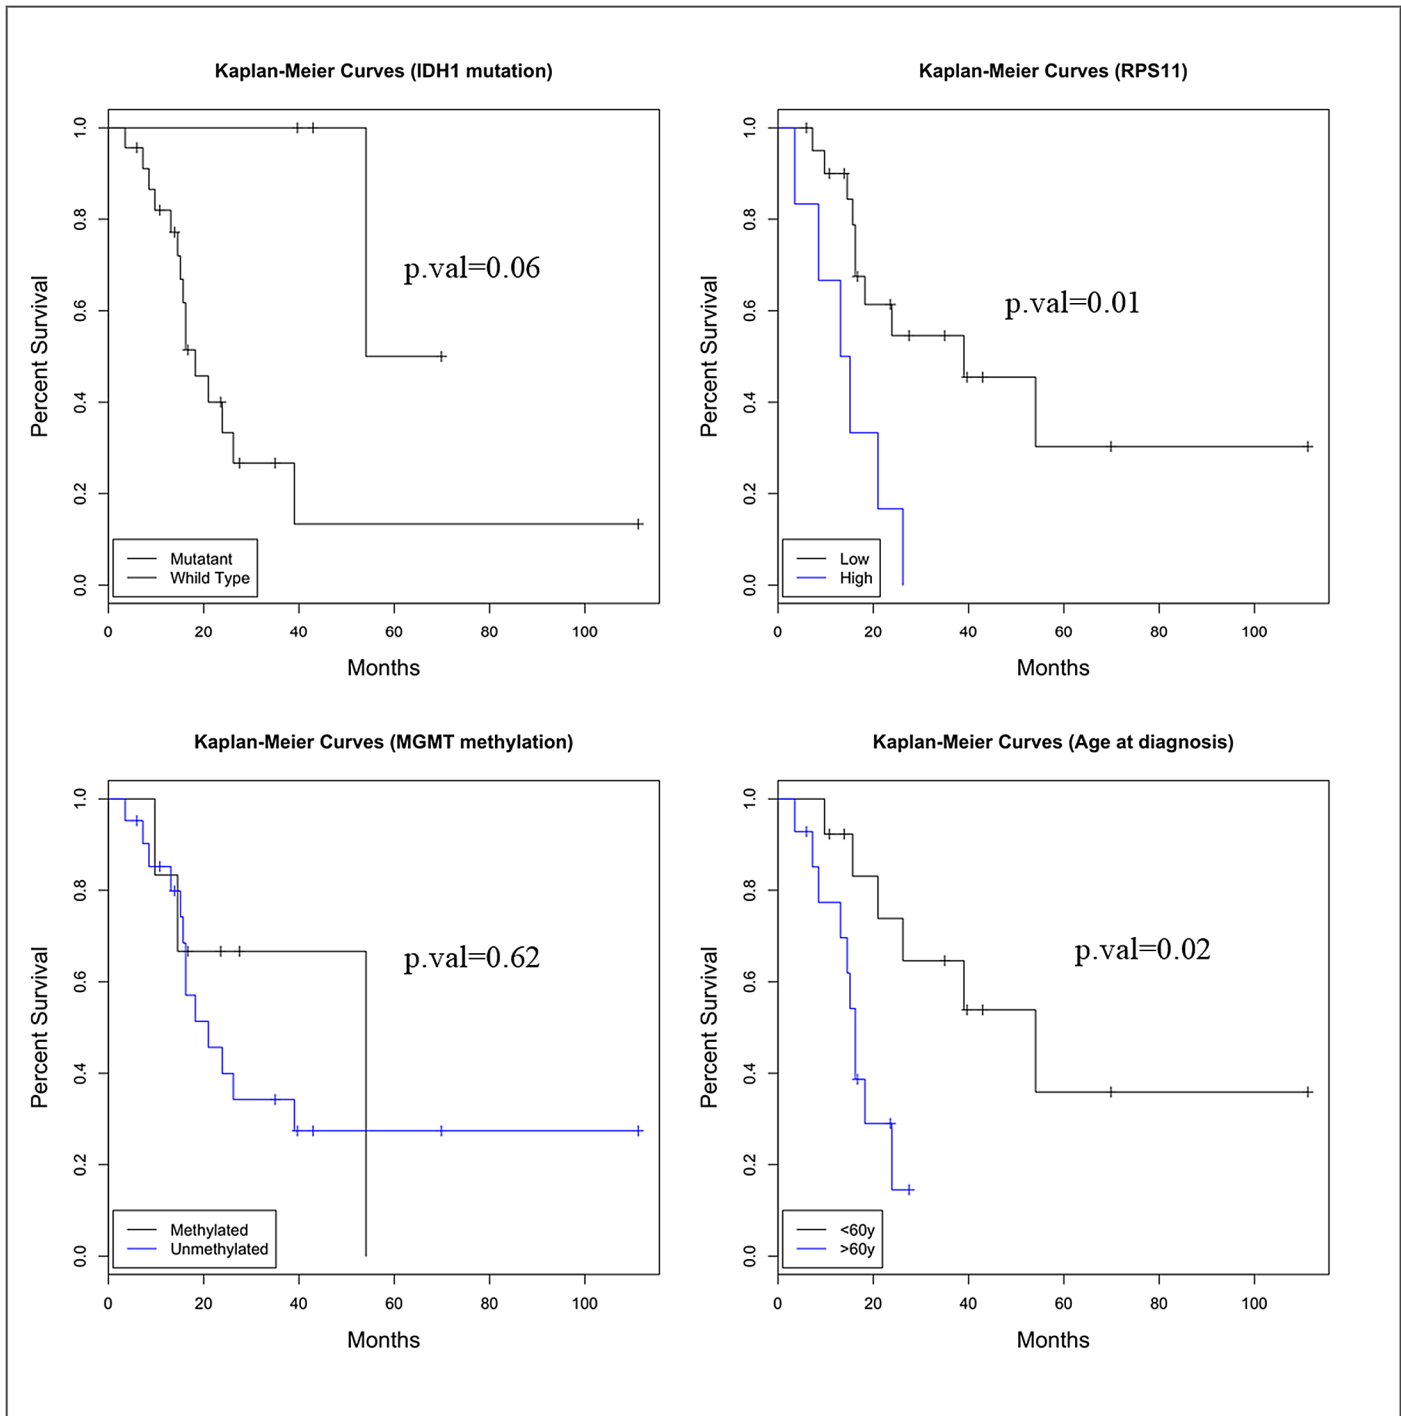 Kaplan-Meier Curves (IDH1 mutation)
Percent Survival
1.0
0.8
0.6
0.4
0.2
0.0
p.val=0.06
Mutatant
Whild Type
0 20 40 60 80 100
Months
Kaplan-Meier Curves (RPS11)
Percent Survival
1.0
0.8
0.6
0.4
0.2
0.0
p.val=0.01
Low
High
0 20 40 60 80 100
Months
Kaplan-Meier Curves (MGMT methylation)
Percent Survival
1.0
0.8
0.6
0.4
0.2
0.0
p.val=0.62
Methylated
Unmethylated
0 20 40 60 80 100
Months
Kaplan-Meier Curves (Age at diagnosis)
Percent Survival
1.0
0.8
0.6
0.4
0.2
0.0
p.val=0.02
<60y
>60y
0 20 40 60 80 100
Months